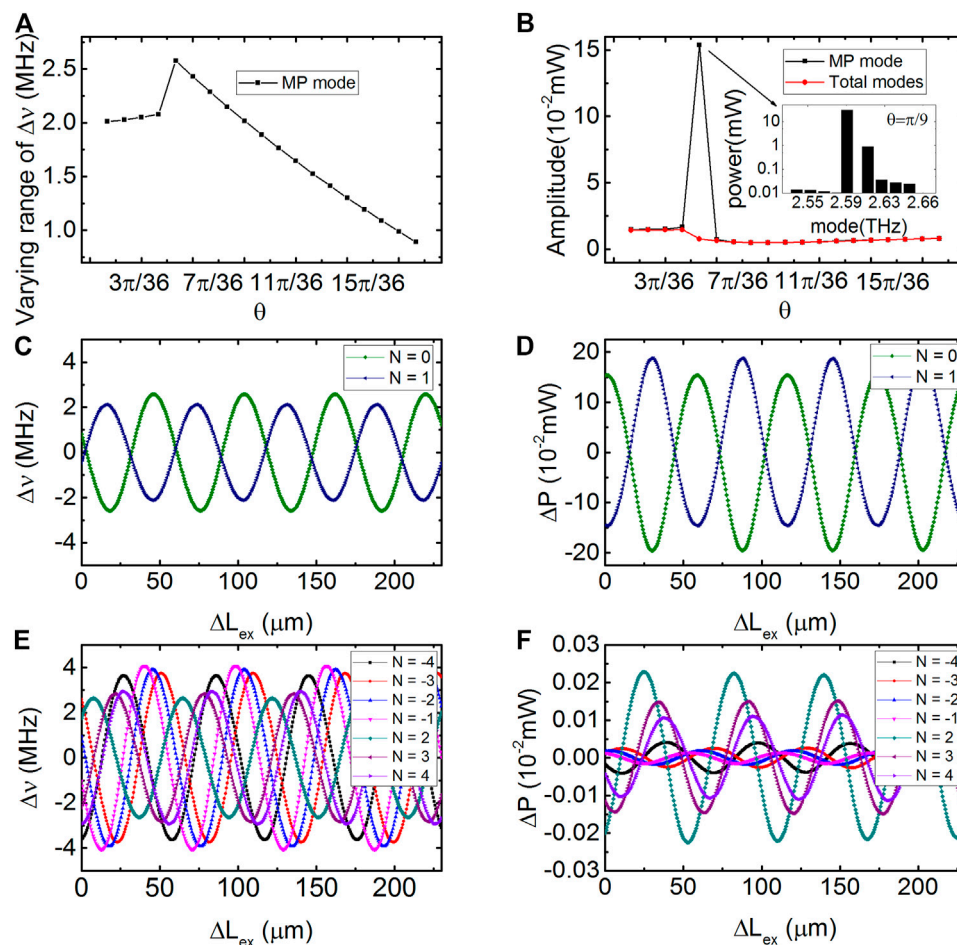 A
Varying range of Δν (MHz)
2.5
2.0
1.5
1.0
MP mode
3π/36 7π/36 11π/36 15π/36
θ
B
Amplitude(10⁻²mW)
15
10
5
0
MP mode
Total modes
power(mW)
10
1
0.1
0.01
θ=π/9
2.55 2.59 2.63 2.66
mode(THz)
3π/36 7π/36 11π/36 15π/36
θ
C
Δν (MHz)
4
2
0
-2
-4
N = 0
N = 1
0 50 100 150 200
ΔL_ex (μm)
D
ΔP (10⁻²mW)
20
10
0
-10
-20
N = 0
N = 1
0 50 100 150 200
ΔL_ex (μm)
E
Δν (MHz)
4
2
0
-2
-4
N = -4
N = -3
N = -2
N = -1
N = 2
N = 3
N = 4
0 50 100 150 200
ΔL_ex (μm)
F
ΔP (10⁻²mW)
0.03
0.02
0.01
0.00
-0.01
-0.02
-0.03
N = -4
N = -3
N = -2
N = -1
N = 2
N = 3
N = 4
0 50 100 150 200
ΔL_ex (μm)